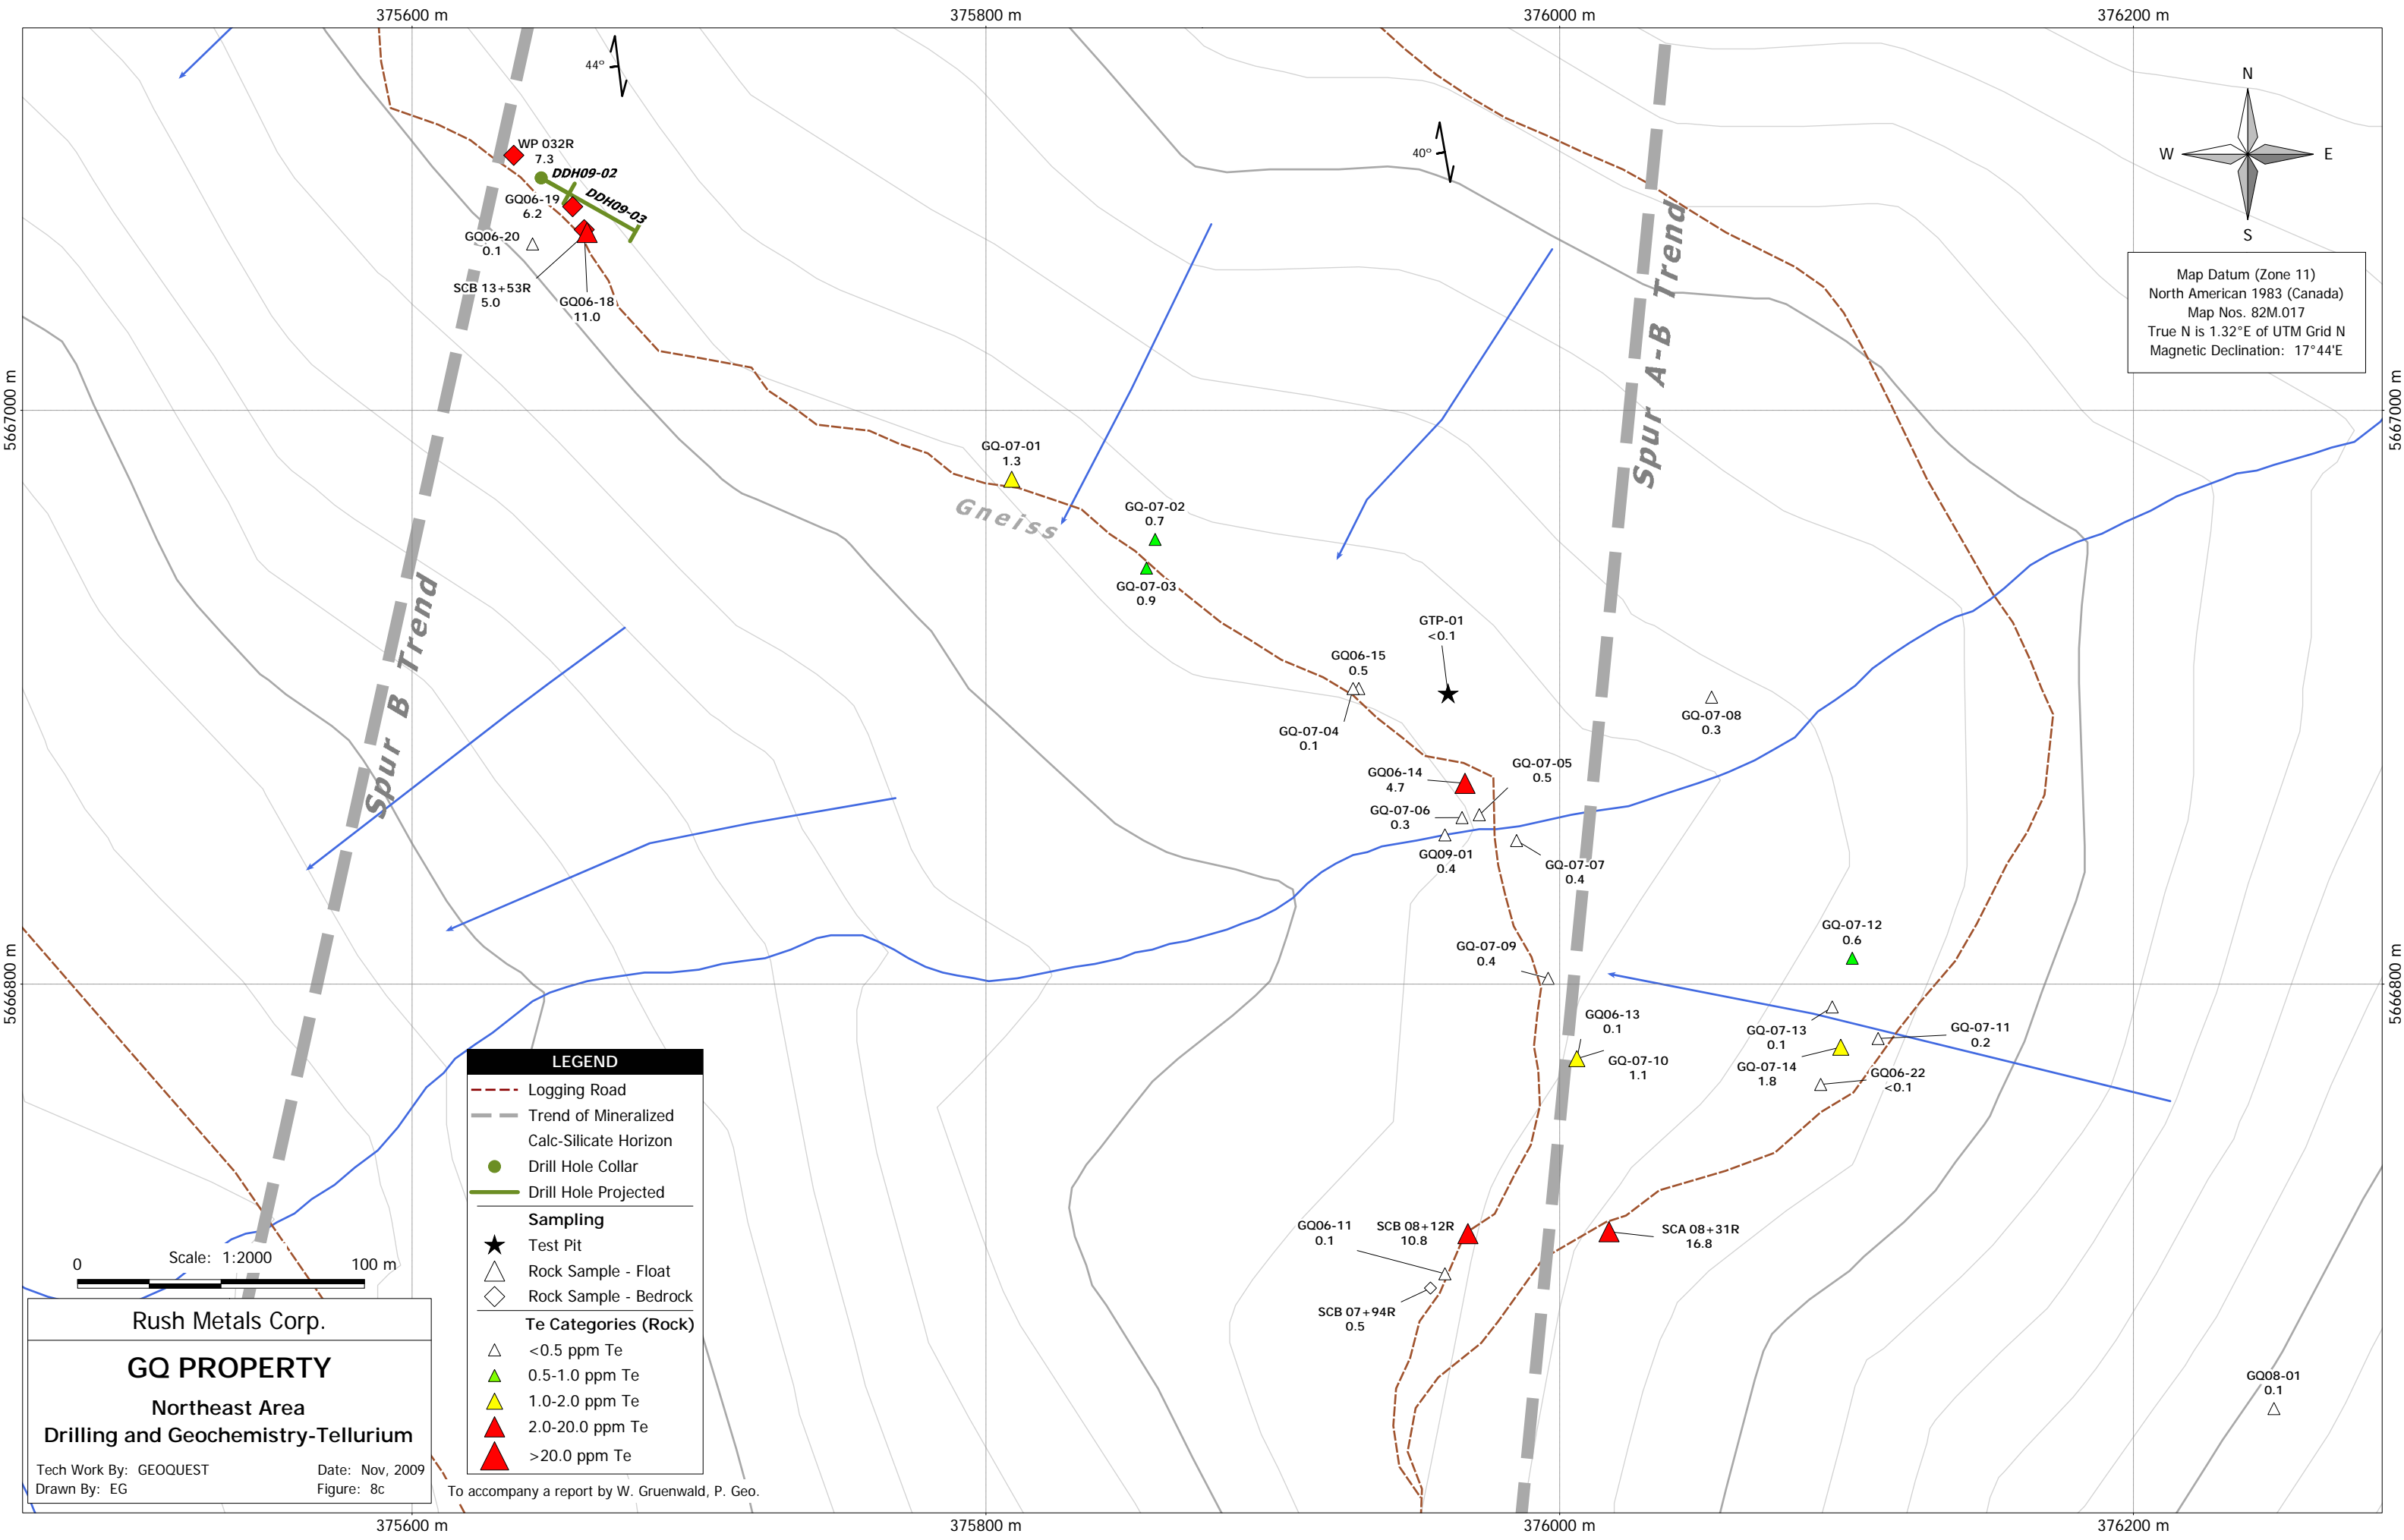 375600 m
375800 m
376000 m
376200 m
44°
WP 032R
7.3
DDH09-02
DDH09-03
GQ06-19
6.2
GQ06-20
0.1
SCB 13+53R
5.0
GQ06-18
11.0
40°
Spur A-B Trend
N
W
E
S
Map Datum (Zone 11)
North American 1983 (Canada)
Map Nos. 82M.017
True N is 1.32°E of UTM Grid N
Magnetic Declination: 17°44'E
5667000 m
5667000 m
GQ-07-01
1.3
Gneiss
GQ-07-02
0.7
GQ-07-03
0.9
Spur B Trend
GTP-01
<0.1
GQ06-15
0.5
GQ-07-04
0.1
GQ-07-08
0.3
GQ06-14
4.7
GQ-07-05
0.5
GQ-07-06
0.3
GQ09-01
0.4
GQ-07-07
0.4
GQ-07-09
0.4
GQ-07-12
0.6
5666800 m
5666800 m
GQ06-13
0.1
GQ-07-10
1.1
GQ-07-13
0.1
GQ-07-11
0.2
GQ-07-14
1.8
GQ06-22
<0.1
GQ06-11
0.1
SCB 08+12R
10.8
SCA 08+31R
16.8
SCB 07+94R
0.5
GQ08-01
0.1
LEGEND
Logging Road
Trend of Mineralized
Calc-Silicate Horizon
Drill Hole Collar
Drill Hole Projected
Sampling
Test Pit
Rock Sample - Float
Rock Sample - Bedrock
Te Categories (Rock)
<0.5 ppm Te
0.5-1.0 ppm Te
1.0-2.0 ppm Te
2.0-20.0 ppm Te
>20.0 ppm Te
Scale: 1:2000
0
100 m
Rush Metals Corp.
GQ PROPERTY
Northeast Area
Drilling and Geochemistry-Tellurium
Tech Work By: GEOQUEST
Date: Nov, 2009
Drawn By: EG
Figure: 8c
To accompany a report by W. Gruenwald, P. Geo.
375600 m
375800 m
376000 m
376200 m